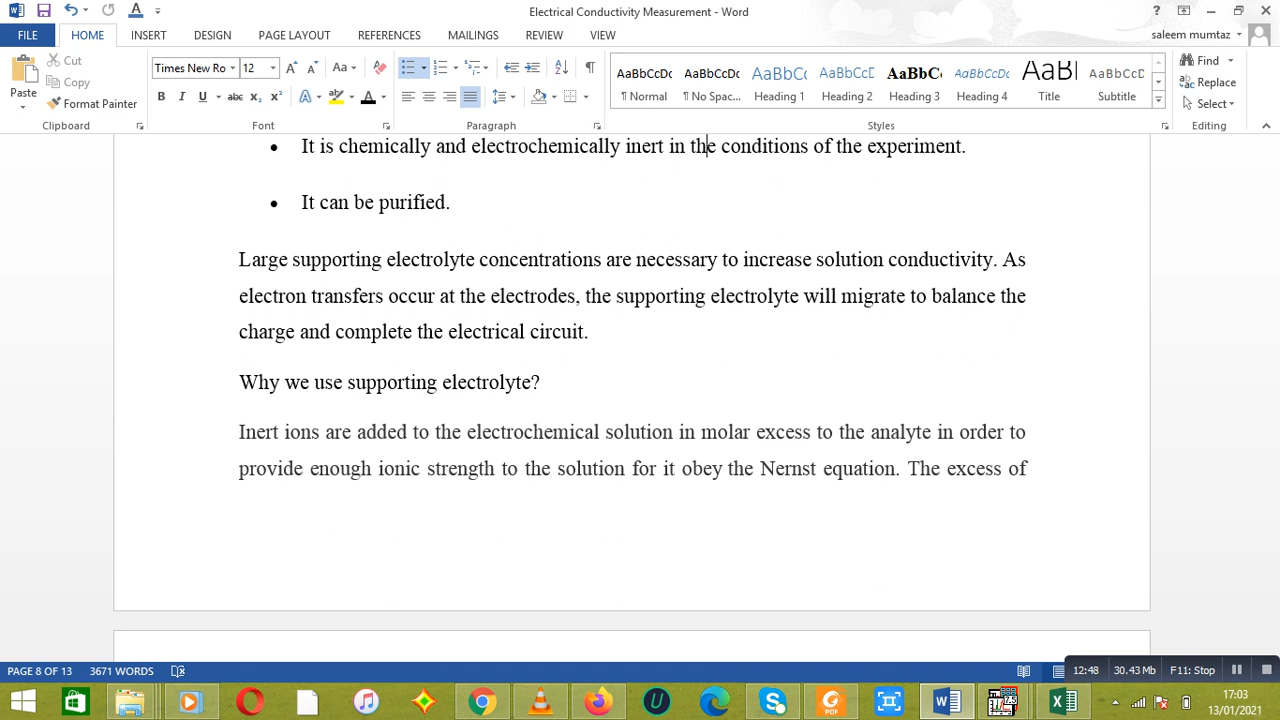 Electrical Conductivity Measurement - Word
FILE HOME INSERT DESIGN PAGE LAYOUT REFERENCES MAILINGS REVIEW VIEW saleem mumtaz
Cut
Copy
Format Painter
Paste
Times New Ro 12
Aa
B I U abc x₂ x² A A
AaBbCcDc AaBbCcDc AaBbC( AaBbCcD AaBbC( AaBbCcD AaBl AaBbCcD
¶ Normal ¶ No Spac... Heading 1 Heading 2 Heading 3 Heading 4 Title Subtitle
Find
Replace
Select
Clipboard Font Paragraph Styles Editing
• It is chemically and electrochemically inert in the conditions of the experiment.
• It can be purified.
Large supporting electrolyte concentrations are necessary to increase solution conductivity. As
electron transfers occur at the electrodes, the supporting electrolyte will migrate to balance the
charge and complete the electrical circuit.
Why we use supporting electrolyte?
Inert ions are added to the electrochemical solution in molar excess to the analyte in order to
provide enough ionic strength to the solution for it obey the Nernst equation. The excess of
PAGE 8 OF 13 3671 WORDS
12:48 30.43 Mb F11: Stop
17:03
13/01/2021